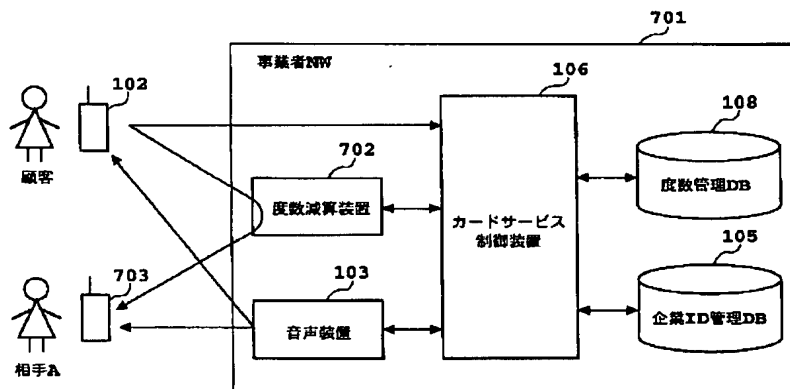 701
事業者NW
106
102
108
顧客
702
度数管理DB
度数減算装置
カードサービス
制御装置
105
703
103
音声装置
企業ID管理DB
相手A